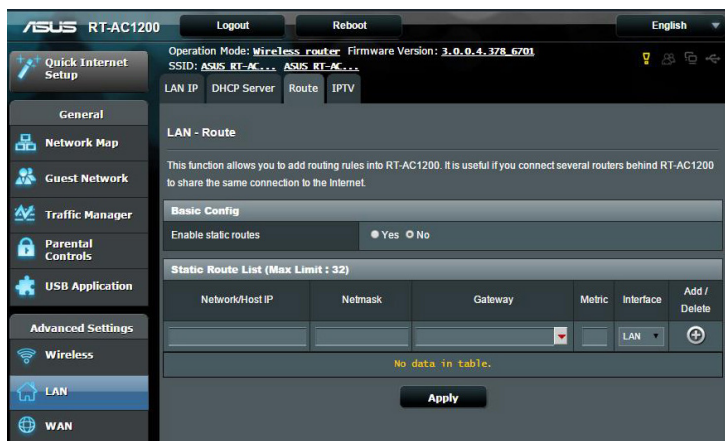 ASUS RT-AC1200
Logout
Reboot
English
Quick Internet Setup
Operation Mode: Wireless router Firmware Version: 3.0.0.4.378_6701
SSID: ASUS RT-AC... ASUS RT-AC...
LAN IP DHCP Server Route IPTV
General
Network Map
Guest Network
Traffic Manager
Parental Controls
USB Application
Advanced Settings
Wireless
LAN
WAN
LAN - Route
This function allows you to add routing rules into RT-AC1200. It is useful if you connect several routers behind RT-AC1200
to share the same connection to the Internet.
Basic Config
Enable static routes Yes No
Static Route List (Max Limit : 32)
Network/Host IP Netmask Gateway Metric Interface Add / Delete
LAN
No data in table.
Apply